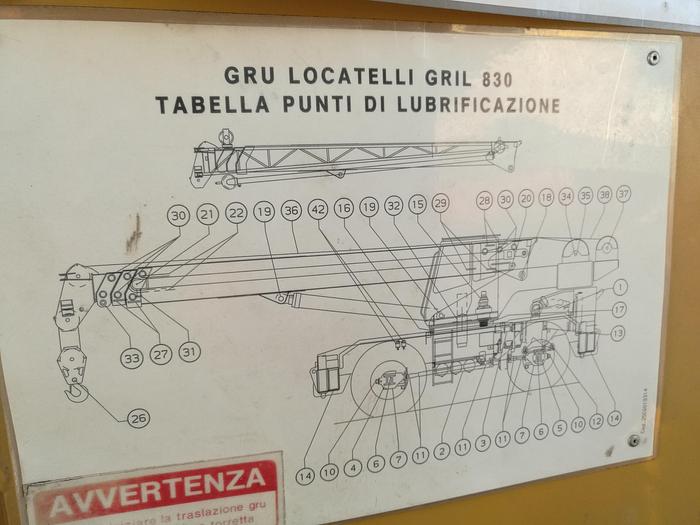 GRU LOCATELLI GRIL 830
TABELLA PUNTI DI LUBRIFICAZIONE
30 21 22 19 36 42 16 19 32 15 29 28 30 20 18 34 35 38 37
1
17
13
33 27 31
26
14 10 4 6 7 11 2 11 3 11 7 6 5 10 12 14
AVVERTENZA
la traslazione gru
torretta